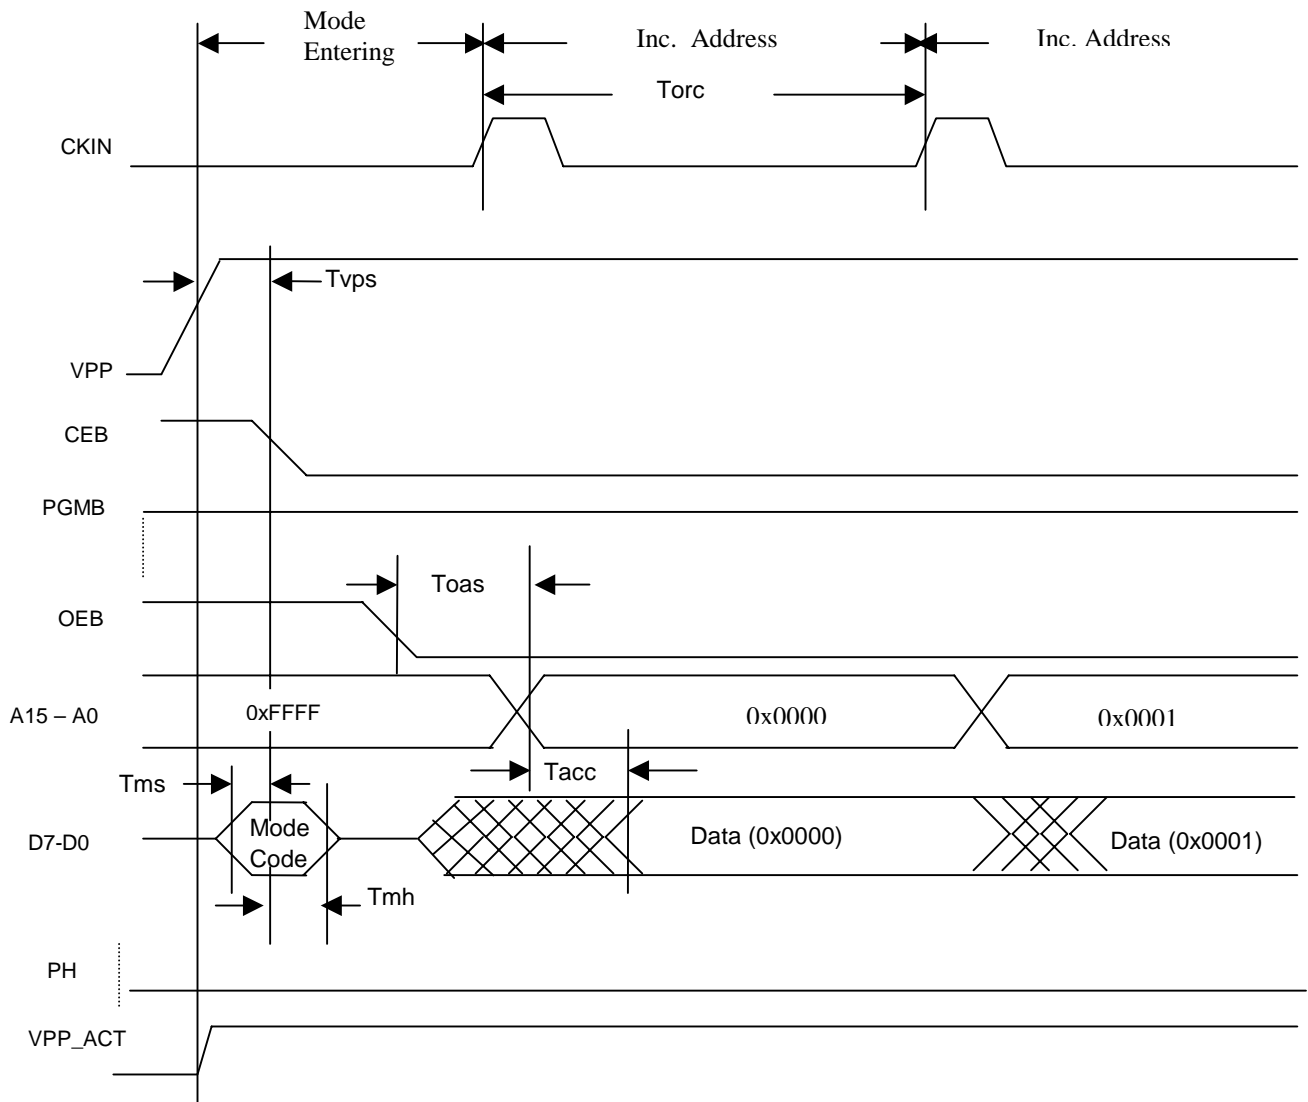 Mode
Entering
Inc. Address
Inc. Address
Torc
CKIN
Tvps
VPP
CEB
PGMB
Toas
OEB
A15 – A0
0xFFFF
0x0000
0x0001
Tms
Tacc
D7-D0
Mode
Code
Data (0x0000)
Data (0x0001)
Tmh
PH
VPP_ACT